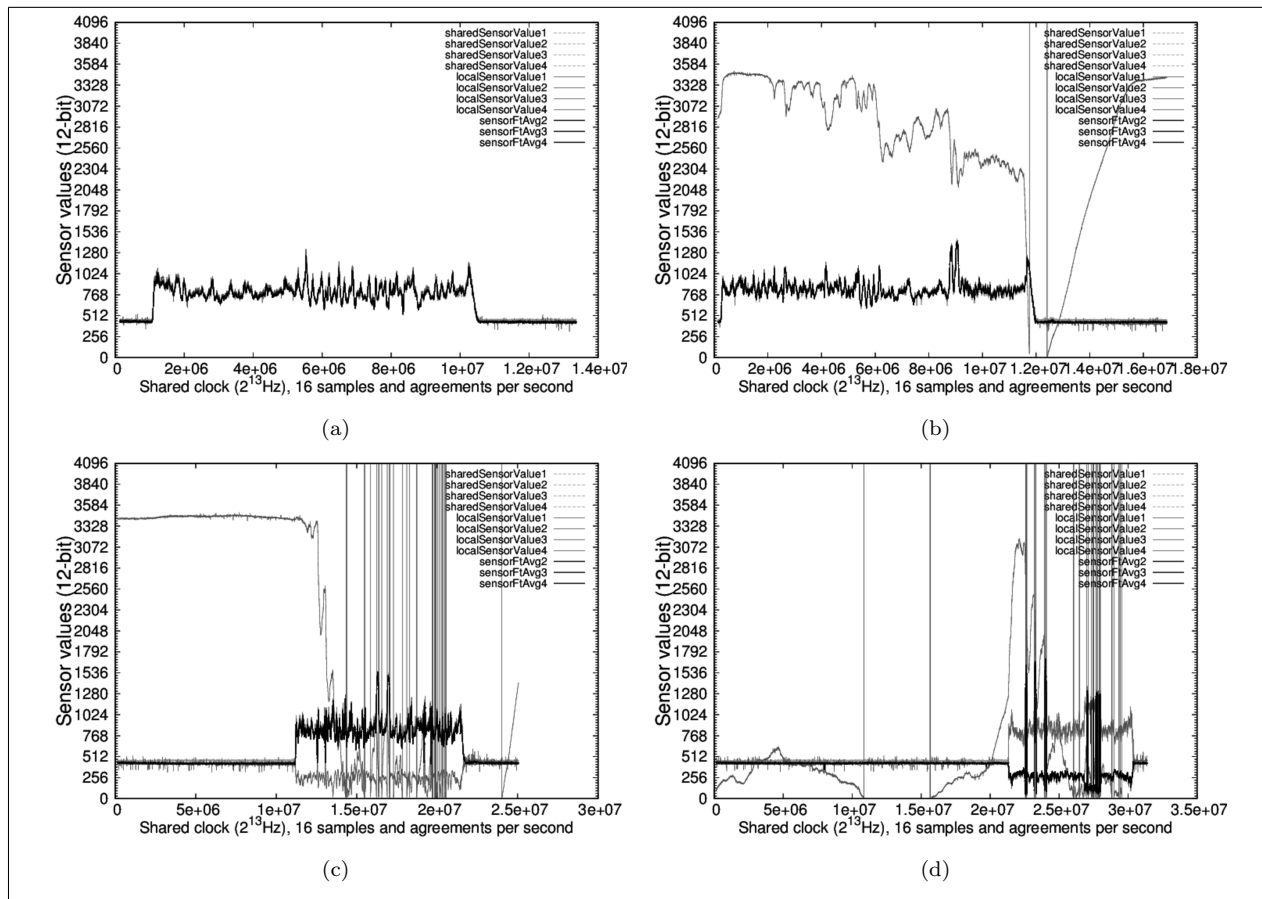 4096
3840
3584
3328
3072
2816
2560
2304
2048
1792
1536
1280
1024
768
512
256
0
Sensor values (12-bit)
sharedSensorValue1
sharedSensorValue2
sharedSensorValue3
sharedSensorValue4
localSensorValue1
localSensorValue2
localSensorValue3
localSensorValue4
sensorFtAvg2
sensorFtAvg3
sensorFtAvg4
0 2e+06 4e+06 6e+06 8e+06 1e+07 1.2e+07 1.4e+07
Shared clock (2^13Hz), 16 samples and agreements per second
(a)
4096
3840
3584
3328
3072
2816
2560
2304
2048
1792
1536
1280
1024
768
512
256
0
Sensor values (12-bit)
sharedSensorValue1
sharedSensorValue2
sharedSensorValue3
sharedSensorValue4
localSensorValue1
localSensorValue2
localSensorValue3
localSensorValue4
sensorFtAvg2
sensorFtAvg3
sensorFtAvg4
0 2e+06 4e+06 6e+06 8e+06 1e+07 1.2e+07 1.4e+07 1.6e+07 1.8e+07
Shared clock (2^13Hz), 16 samples and agreements per second
(b)
4096
3840
3584
3328
3072
2816
2560
2304
2048
1792
1536
1280
1024
768
512
256
0
Sensor values (12-bit)
sharedSensorValue1
sharedSensorValue2
sharedSensorValue3
sharedSensorValue4
localSensorValue1
localSensorValue2
localSensorValue3
localSensorValue4
sensorFtAvg2
sensorFtAvg3
sensorFtAvg4
0 5e+06 1e+07 1.5e+07 2e+07 2.5e+07 3e+07
Shared clock (2^13Hz), 16 samples and agreements per second
(c)
4096
3840
3584
3328
3072
2816
2560
2304
2048
1792
1536
1280
1024
768
512
256
0
Sensor values (12-bit)
sharedSensorValue1
sharedSensorValue2
sharedSensorValue3
sharedSensorValue4
localSensorValue1
localSensorValue2
localSensorValue3
localSensorValue4
sensorFtAvg2
sensorFtAvg3
sensorFtAvg4
0 5e+06 1e+07 1.5e+07 2e+07 2.5e+07 3e+07 3.5e+07
Shared clock (2^13Hz), 16 samples and agreements per second
(d)